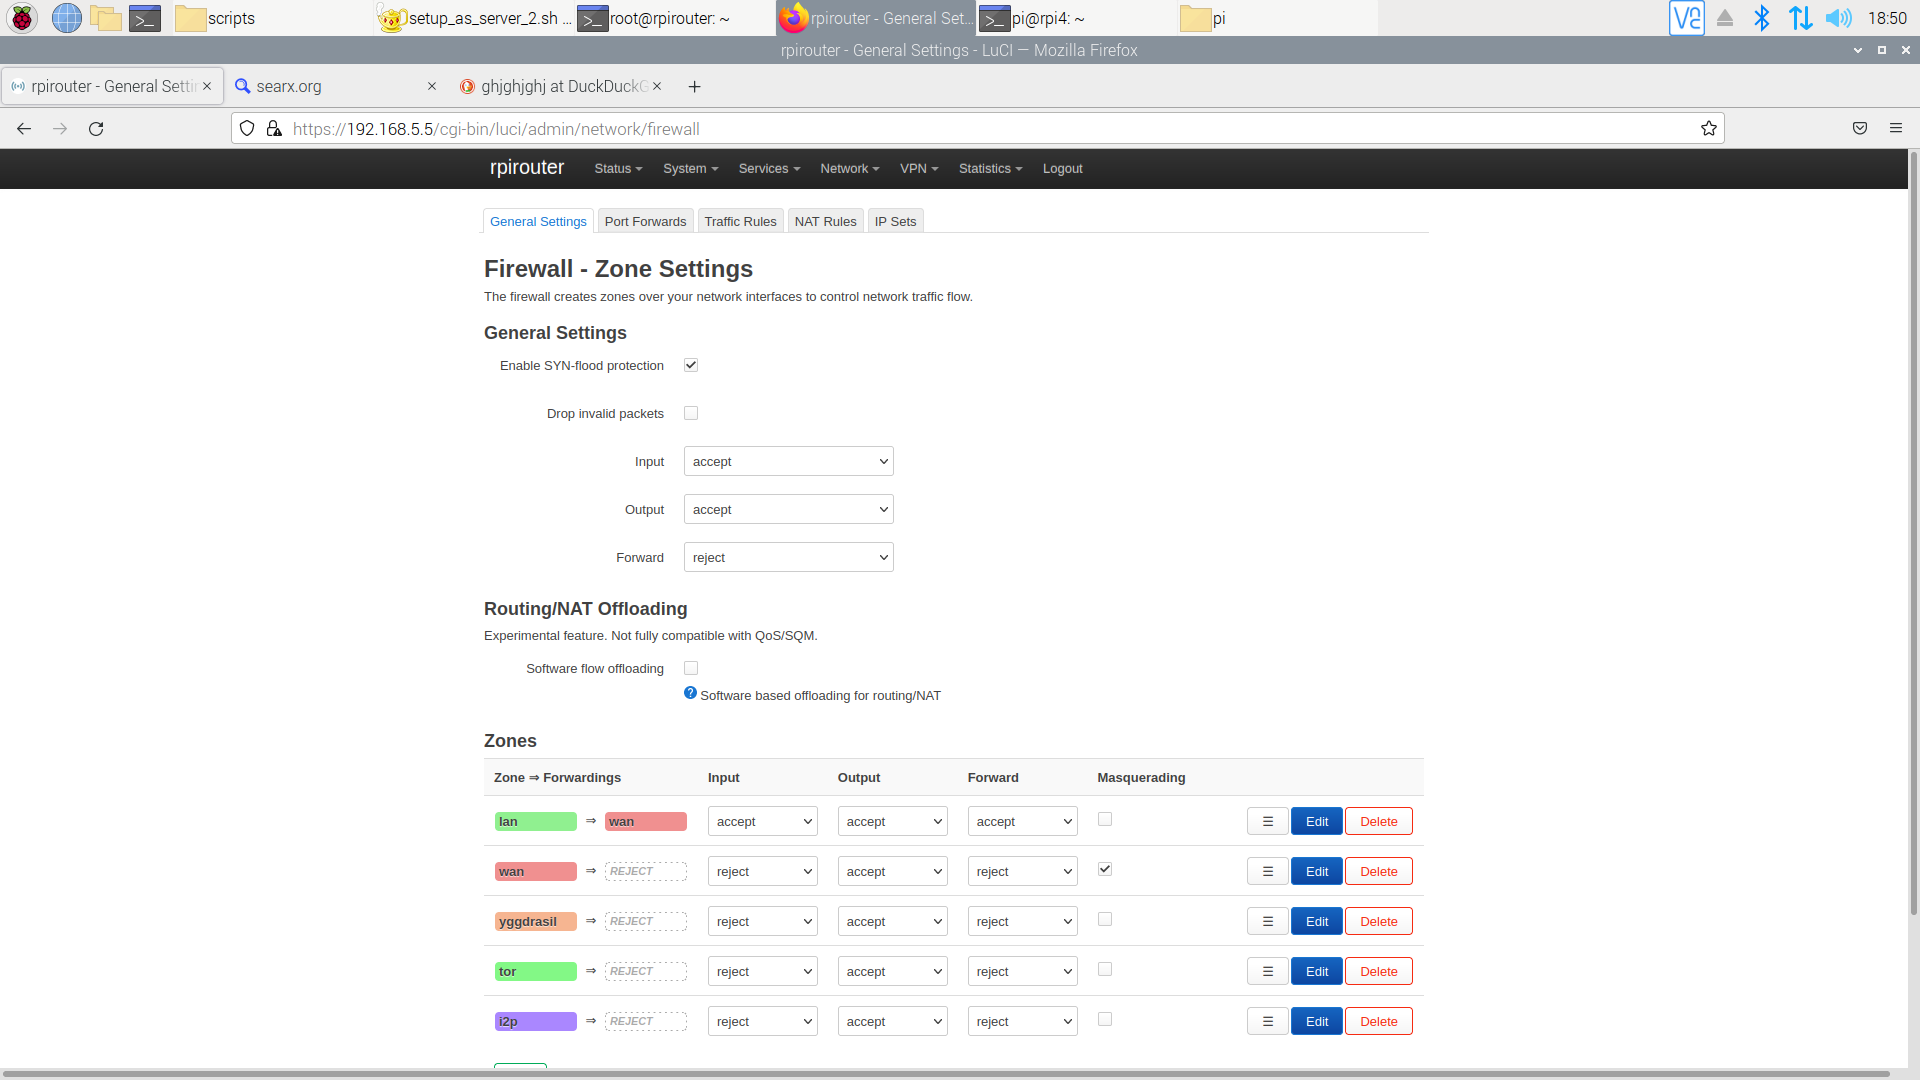 scripts
setup_as_server_2.sh ...
root@rpirouter: ~
rpirouter - General Set...
pi@rpi4: ~
pi
18:50
rpirouter - General Settings - LuCI — Mozilla Firefox
rpirouter - General Settin
searx.org
ghjghjghj at DuckDuckG
https://192.168.5.5/cgi-bin/luci/admin/network/firewall
rpirouter
Status
System
Services
Network
VPN
Statistics
Logout
General Settings
Port Forwards
Traffic Rules
NAT Rules
IP Sets
Firewall - Zone Settings
The firewall creates zones over your network interfaces to control network traffic flow.
General Settings
Enable SYN-flood protection
Drop invalid packets
Input accept
Output accept
Forward reject
Routing/NAT Offloading
Experimental feature. Not fully compatible with QoS/SQM.
Software flow offloading
Software based offloading for routing/NAT
Zones
Zone ⇒ Forwardings Input Output Forward Masquerading
lan ⇒ wan accept accept accept Edit Delete
wan ⇒ REJECT reject accept reject Edit Delete
yggdrasil ⇒ REJECT reject accept reject Edit Delete
tor ⇒ REJECT reject accept reject Edit Delete
i2p ⇒ REJECT reject accept reject Edit Delete